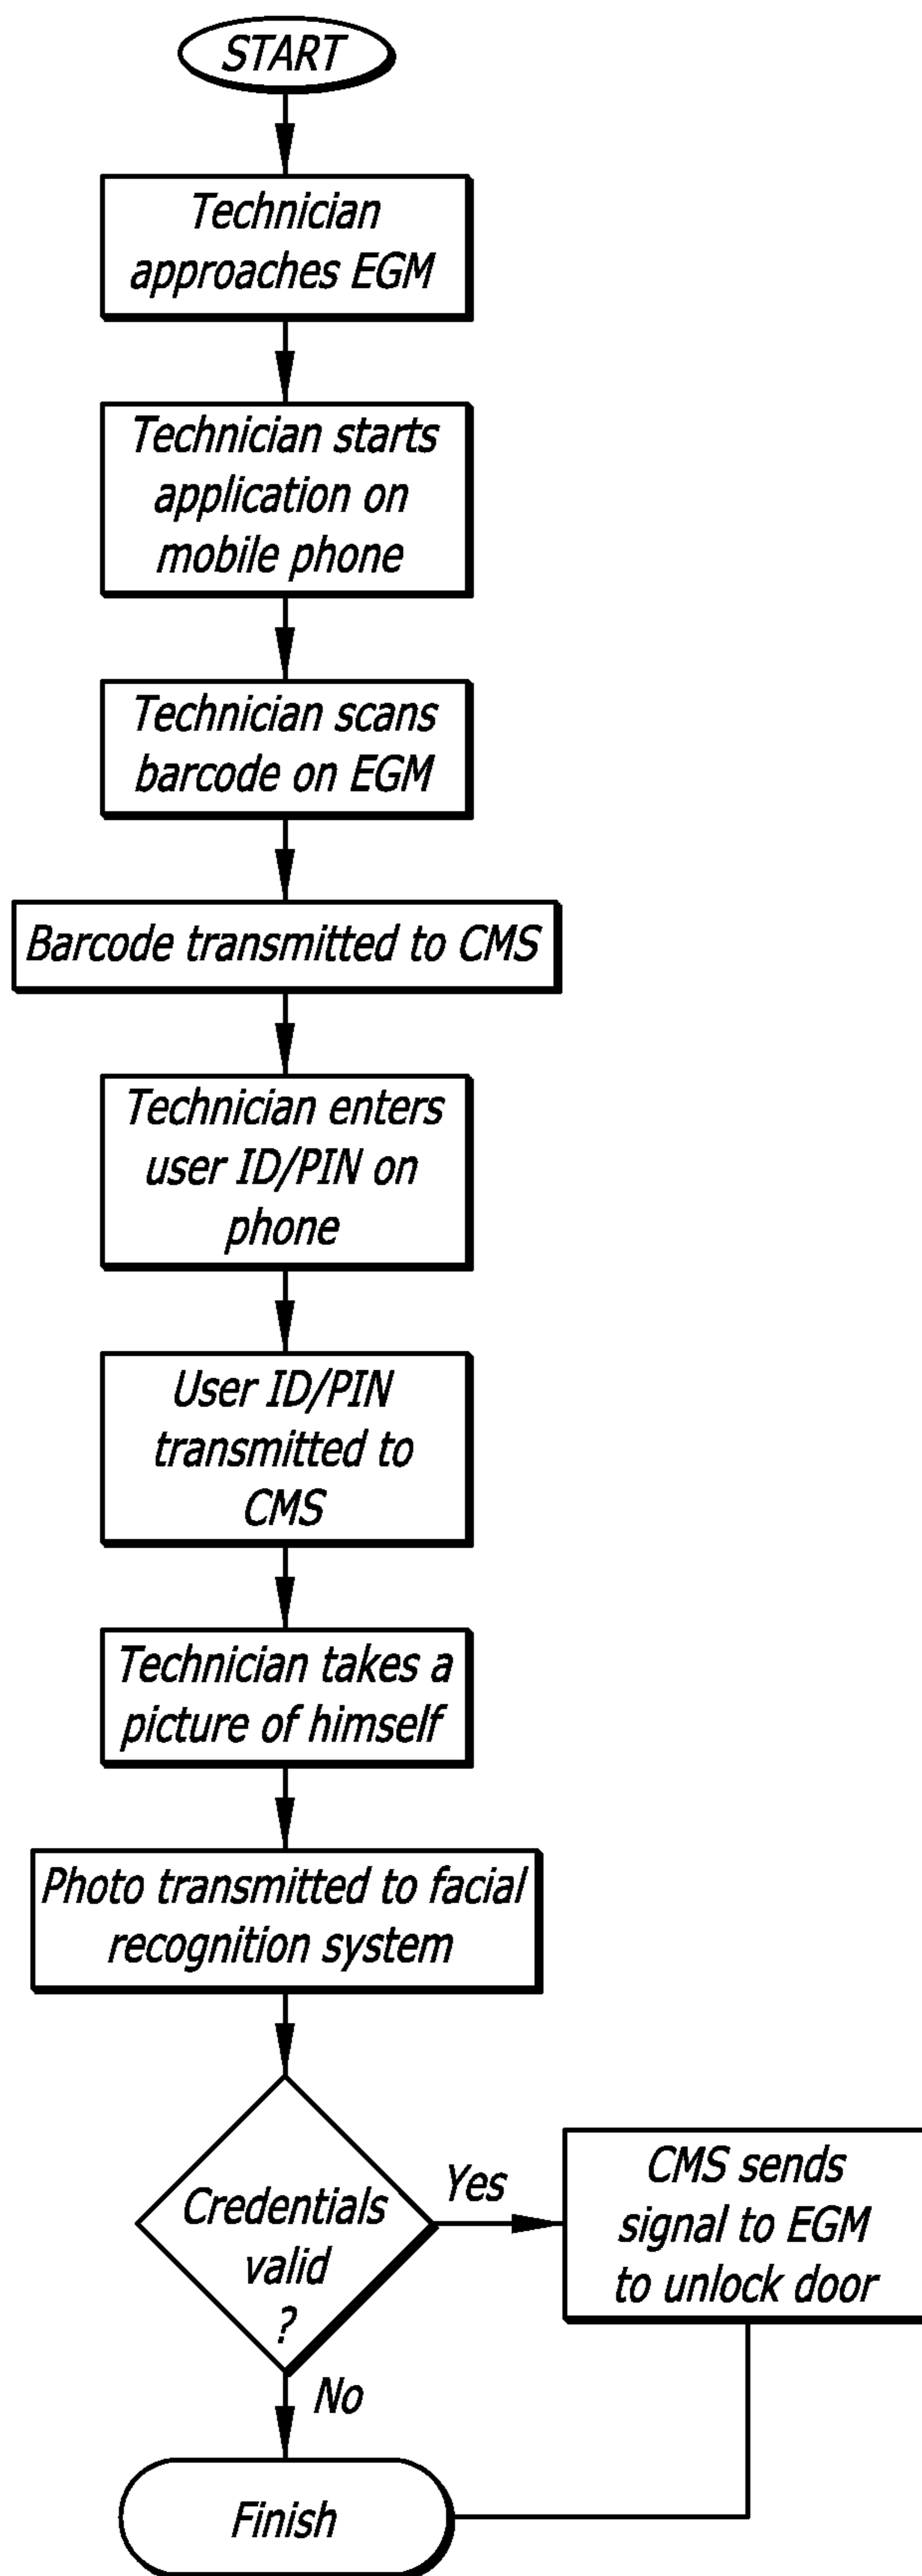 START
Technician
approaches EGM
Technician starts
application on
mobile phone
Technician scans
barcode on EGM
Barcode transmitted to CMS
Technician enters
user ID/PIN on
phone
User ID/PIN
transmitted to
CMS
Technician takes a
picture of himself
Photo transmitted to facial
recognition system
Credentials
valid
?
Yes
CMS sends
signal to EGM
to unlock door
No
Finish